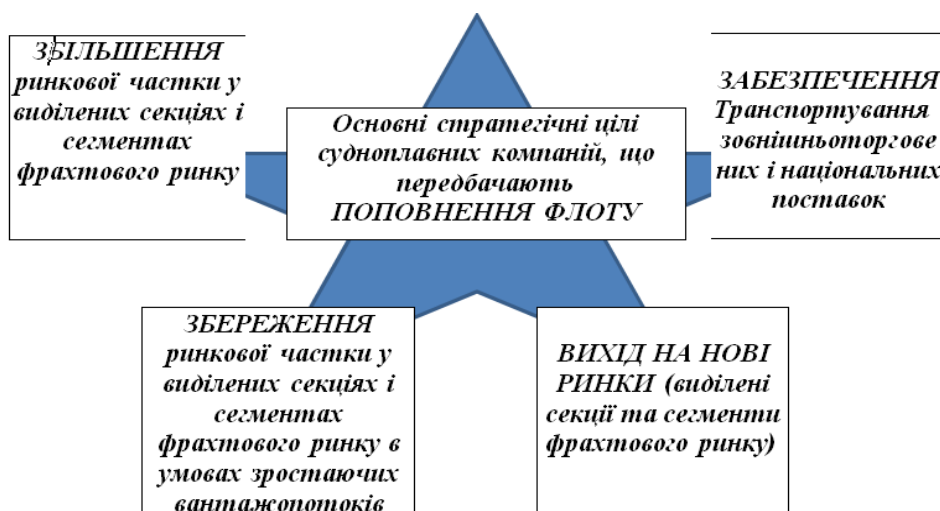 ЗБІЛЬШЕННЯ
ринкової частки у
виділених секціях і
сегментах
фрахтового ринку
Основні стратегічні цілі
судноплавних компаній, що
передбачають
ПОПОВНЕННЯ ФЛОТУ
ЗАБЕЗПЕЧЕННЯ
Транспортування
зовнішньоторгове
них і національних
поставок
ЗБЕРЕЖЕННЯ
ринкової частки у
виділених секціях і
сегментах
фрахтового ринку в
умовах зростаючих
вантажопотоків
ВИХІД НА НОВІ
РИНКИ (виділені
секції та сегменти
фрахтового ринку)